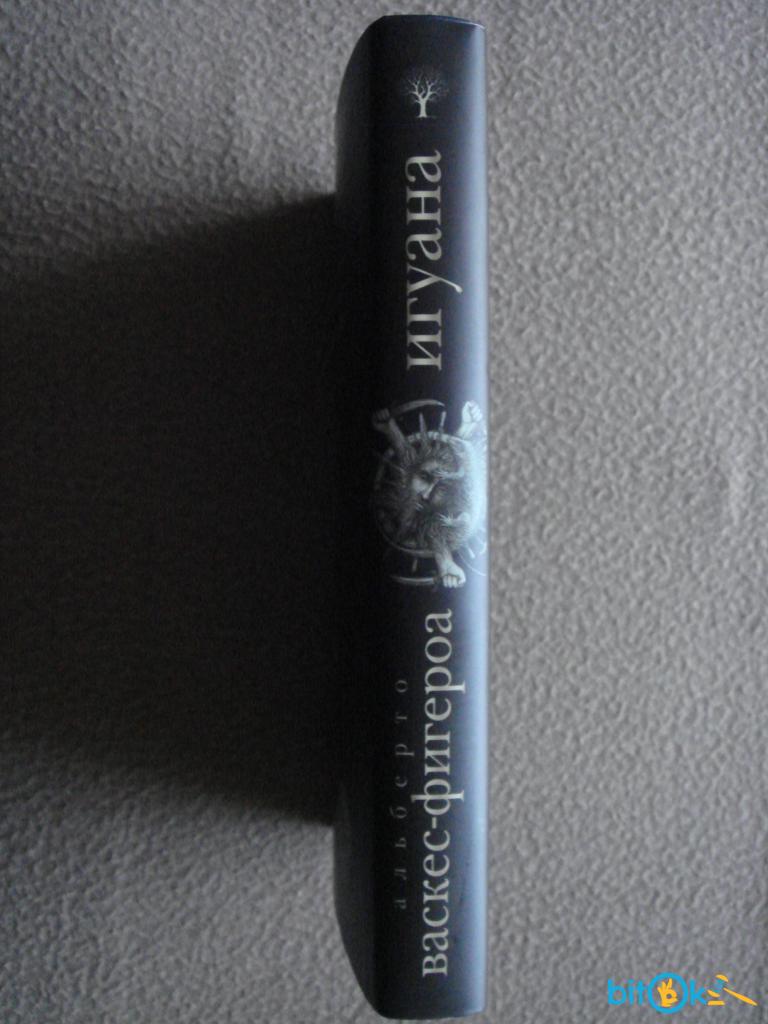 альберто
васкес-фигероа
игуана
bitOk